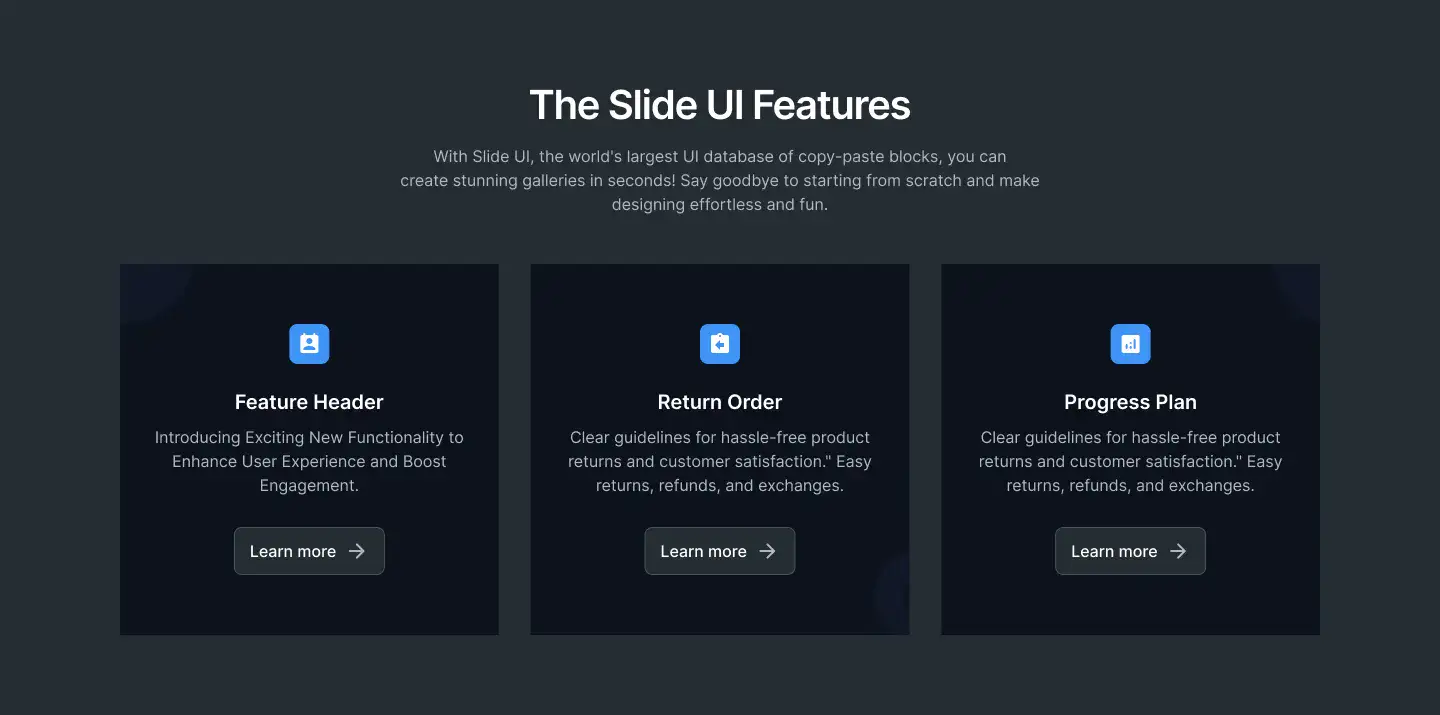 The Slide UI Features
With Slide UI, the world's largest UI database of copy-paste blocks, you can
create stunning galleries in seconds! Say goodbye to starting from scratch and make
designing effortless and fun.
Feature Header
Introducing Exciting New Functionality to
Enhance User Experience and Boost
Engagement.
Learn more
Return Order
Clear guidelines for hassle-free product
returns and customer satisfaction." Easy
returns, refunds, and exchanges.
Learn more
Progress Plan
Clear guidelines for hassle-free product
returns and customer satisfaction." Easy
returns, refunds, and exchanges.
Learn more